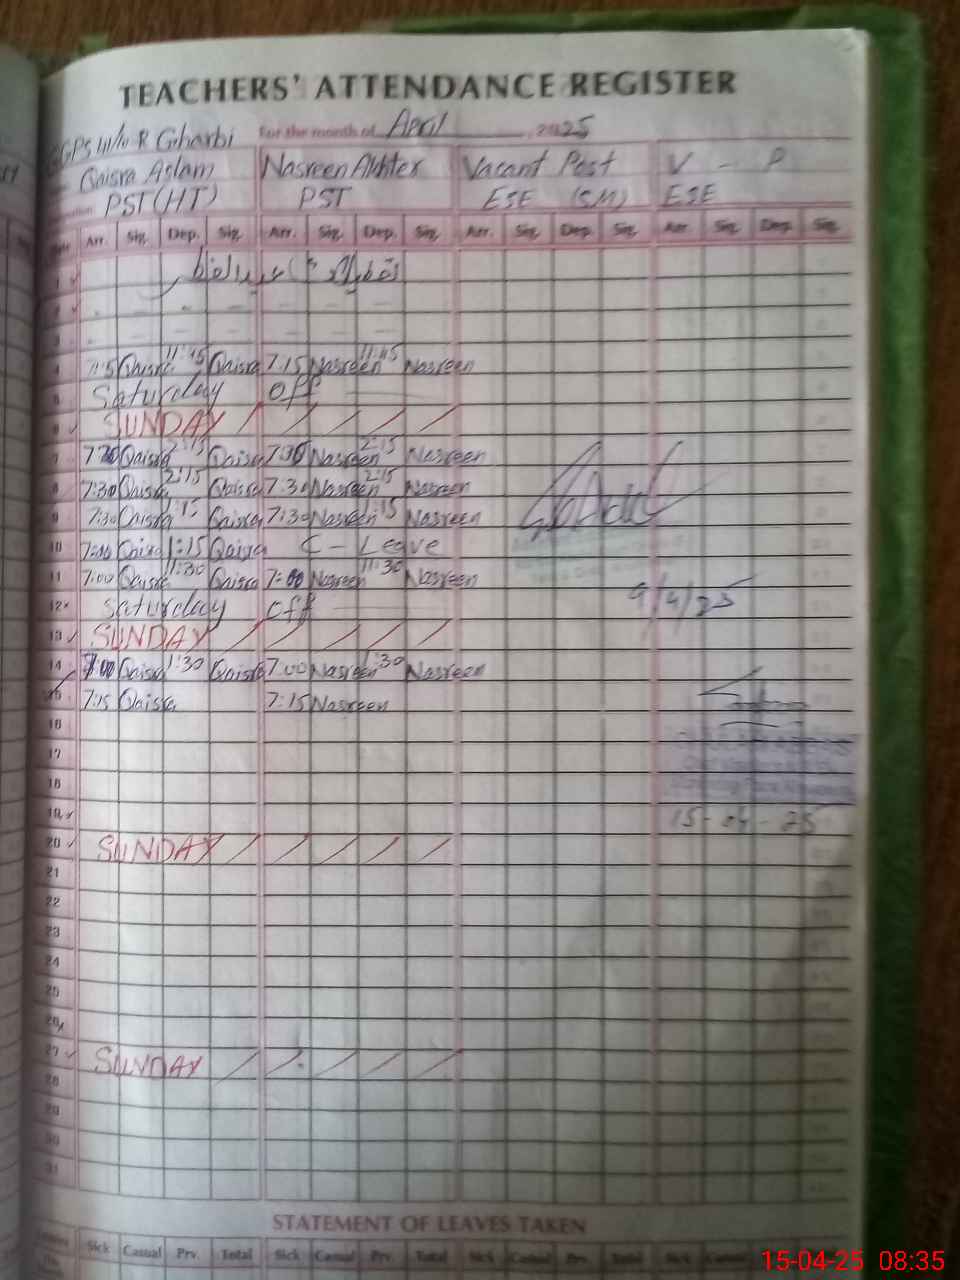 TEACHERS' ATTENDANCE REGISTER
GGPS W/o R Gharbi For the month of April, 2025
Qaisra Aslam Nasreen Akhter Vacant Post V - P
PST (HT) PST ESE (SM) ESE
Date Arr. Sig. Dep. Sig. Arr. Sig. Dep. Sig. Arr. Sig. Dep. Sig. Arr. Sig. Dep. Sig.
1 تعطیلات عیدالفطر
2
3
4 7:15 Qaisra 11:45 Qaisra 7:15 Nasreen 11:45 Nasreen
5 Saturday off
6 SUNDAY
7 7:30 Qaisra 2:15 Qaisra 7:30 Nasreen 2:15 Nasreen
8 7:30 Qaisra 2:15 Qaisra 7:30 Nasreen 2:15 Nasreen
9 7:30 Qaisra 1:15 Qaisra 7:30 Nasreen 1:15 Nasreen
10 7:00 Qaisra 1:15 Qaisra C - Leave
11 7:00 Qaisra 11:30 Qaisra 7:00 Nasreen 11:30 Nasreen
12 Saturday off 9/4/25
13 SUNDAY
14 7:00 Qaisra 1:30 Qaisra 7:00 Nasreen 1:30 Nasreen
15 7:15 Qaisra 7:15 Nasreen
16
17
18
19 15-04-25
20 SUNDAY
21
22
23
24
25
26
27 SUNDAY
28
29
30
31
STATEMENT OF LEAVES TAKEN
Sick Casual Prv. Total Sick Casual Prv. Total Sick Casual Prv. Total Sick Casual Prv. Total
15-04-25 08:35